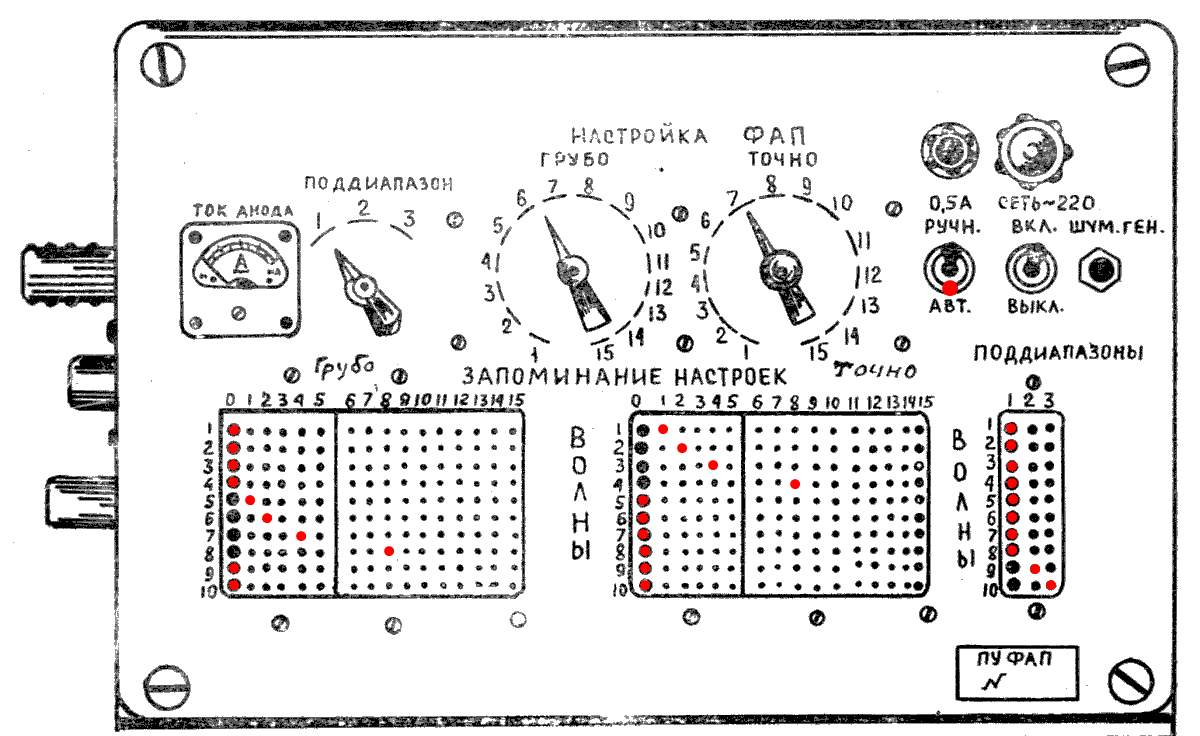 НАСТРОЙКА ФАП
ГРУБО ТОЧНО
ПОДДИАПАЗОН
1 2 3
ТОК АНОДА
А
мА
1 2 3 4 5 6 7 8 9 10 11 12 13 14 15
1 2 3 4 5 6 7 8 9 10 11 12 13 14 15
0,5А СЕТЬ~220
РУЧН. ВКЛ. ШУМ.ГЕН.
АВТ. ВЫКЛ.
Грубо ЗАПОМИНАНИЕ НАСТРОЕК Точно
ПОДДИАПАЗОНЫ
0 1 2 3 4 5 6 7 8 9 10 11 12 13 14 15
1
2
3
4
5
6
7
8
9
10
ВОЛНЫ
0 1 2 3 4 5 6 7 8 9 10 11 12 13 14 15
1
2
3
4
5
6
7
8
9
10
ВОЛНЫ
1 2 3
1
2
3
4
5
6
7
8
9
10
ПУ ФАП